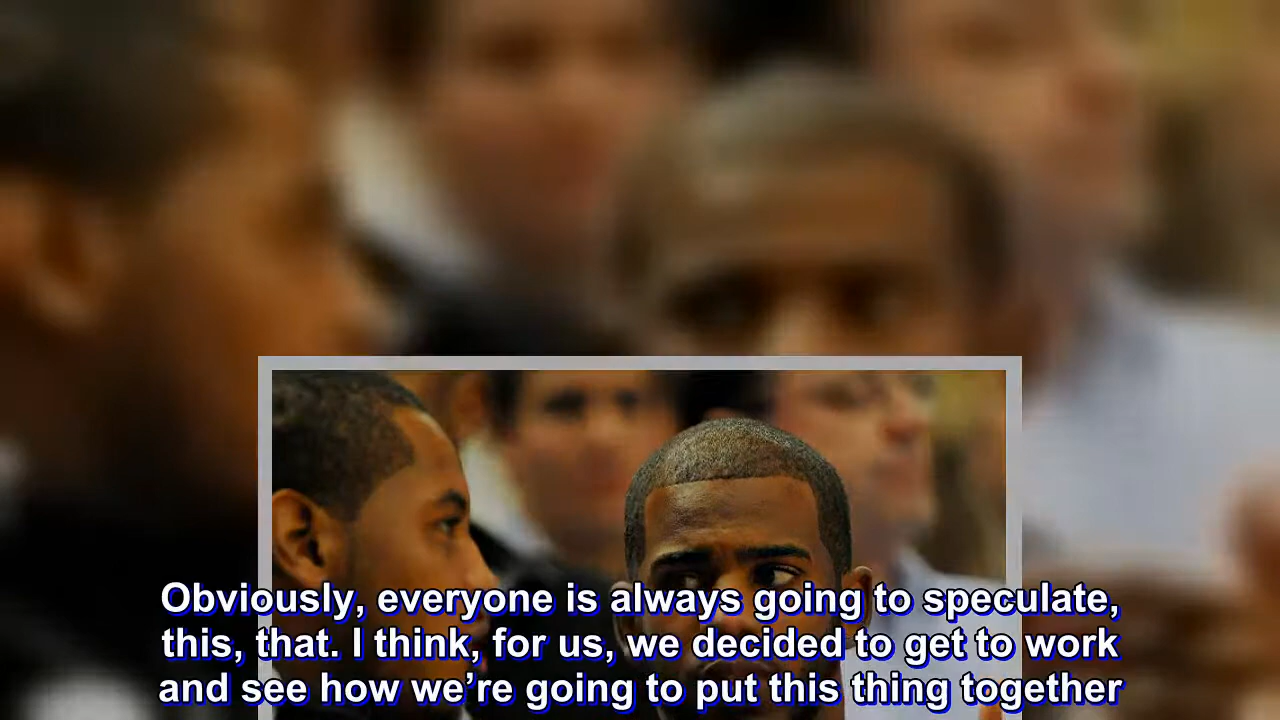 Obviously, everyone is always going to speculate,
this, that. I think, for us, we decided to get to work
and see how we’re going to put this thing together